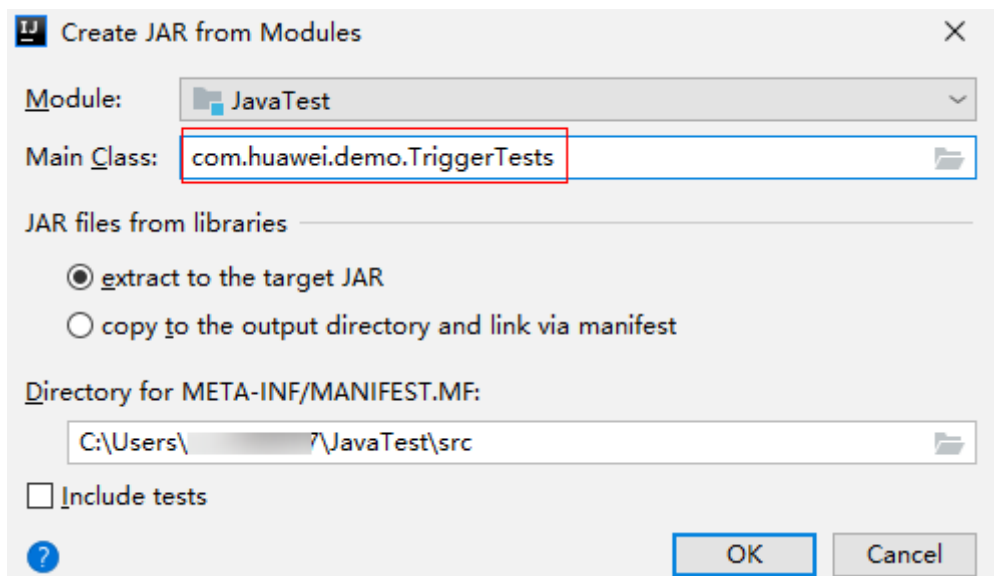 IJ Create JAR from Modules
Module: JavaTest
Main Class: com.huawei.demo.TriggerTests
JAR files from libraries
extract to the target JAR
copy to the output directory and link via manifest
Directory for META-INF/MANIFEST.MF:
C:\Users\ 7\JavaTest\src
Include tests
? OK Cancel